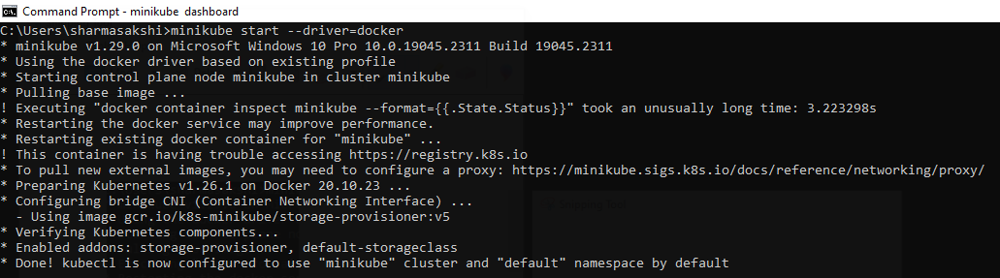 Command Prompt - minikube dashboard
C:\Users\sharmasakshi>minikube start --driver=docker
* minikube v1.29.0 on Microsoft Windows 10 Pro 10.0.19045.2311 Build 19045.2311
* Using the docker driver based on existing profile
* Starting control plane node minikube in cluster minikube
* Pulling base image ...
! Executing "docker container inspect minikube --format={{.State.Status}}" took an unusually long time: 3.223298s
* Restarting the docker service may improve performance.
* Restarting existing docker container for "minikube" ...
! This container is having trouble accessing https://registry.k8s.io
* To pull new external images, you may need to configure a proxy: https://minikube.sigs.k8s.io/docs/reference/networking/proxy/
* Preparing Kubernetes v1.26.1 on Docker 20.10.23 ...
* Configuring bridge CNI (Container Networking Interface) ...
  - Using image gcr.io/k8s-minikube/storage-provisioner:v5
* Verifying Kubernetes components...
* Enabled addons: storage-provisioner, default-storageclass
* Done! kubectl is now configured to use "minikube" cluster and "default" namespace by default